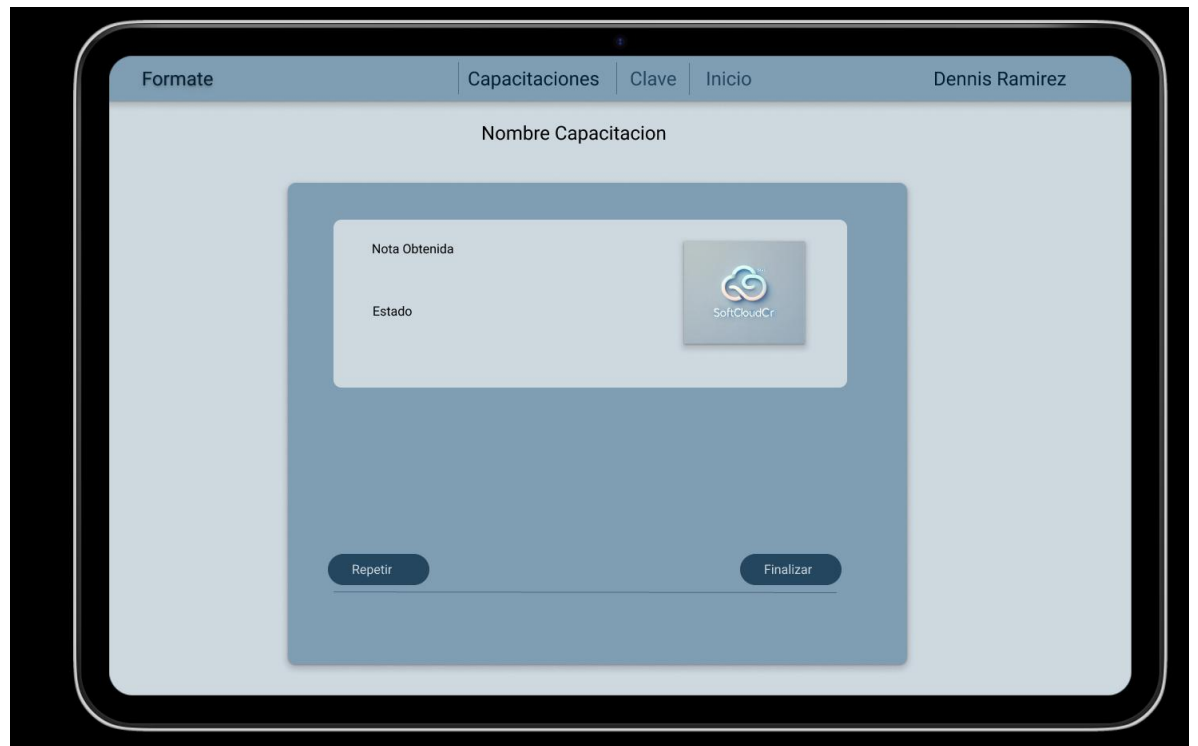 Formate Capacitaciones Clave Inicio Dennis Ramirez
Nombre Capacitacion
Nota Obtenida
SoftCloudCr
Estado
Repetir Finalizar